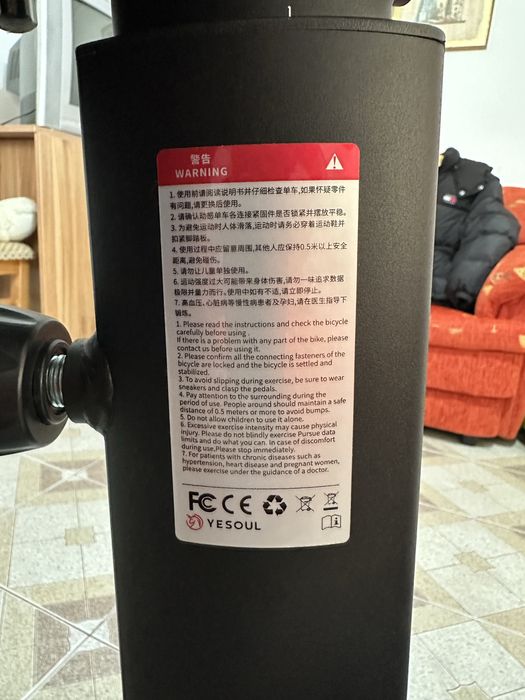 1
警告
WARNING
1. 使用前请阅读说明书并仔细检查单车,如果怀疑零件
有问题,请更换后使用。
2. 请确认动感单车各连接紧固件是否锁紧并摆放平稳。
3. 为避免运动时人体滑落,运动时请务必穿着运动鞋并
扣紧脚踏板。
4. 使用过程中应留意周围,其他人应保持0.5米以上安全
距离,避免碰伤。
5. 请勿让儿童单独使用。
6. 运动强度过大可能带来身体伤害,请勿一味追求数据
极限并量力而行。使用中如有不适,请立即停止。
7. 高血压、心脏病等慢性病患者及孕妇,请在医生指导下
锻炼。
1. Please read the instructions and check the bicycle
carefully before using .
If there is a problem with any part of the bike, please
contact us before using it.
2. Please confirm all the connecting fasteners of the
bicycle are locked and the bicycle is settled and
stabilized.
3. To avoid slipping during exercise, be sure to wear
sneakers and clasp the pedals.
4. Pay attention to the surrounding during the
period of use. People around should maintain a safe
distance of 0.5 meters or more to avoid bumps.
5. Do not allow children to use it alone.
6. Excessive exercise intensity may cause physical
injury. Please do not blindly exercise Pursue data
limits and do what you can. In case of discomfort
during use,Please stop immediately.
7. For patients with chronic diseases such as
hypertension, heart disease and pregnant women,
please exercise under the guidance of a doctor.
FC CE
YESOUL